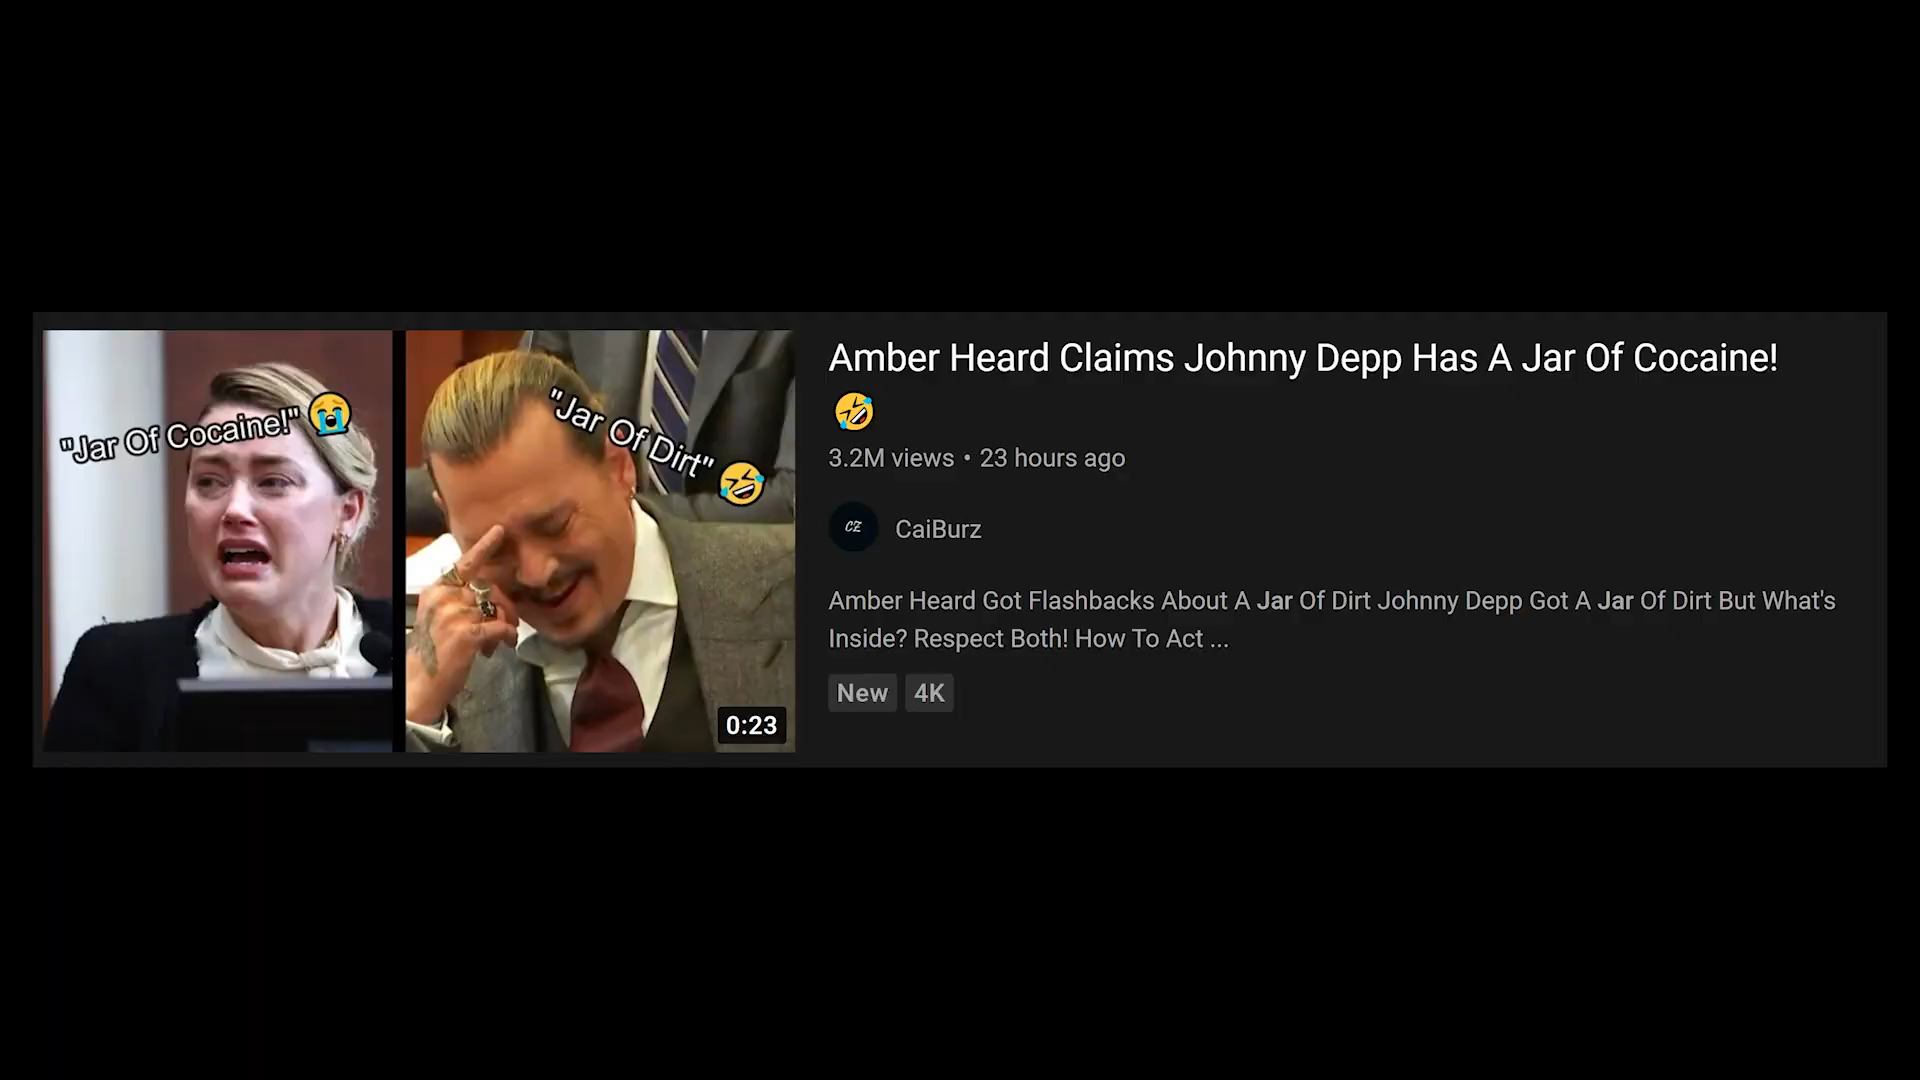 "Jar Of Cocaine!" 😭
"Jar Of Dirt" 🤣
0:23
Amber Heard Claims Johnny Depp Has A Jar Of Cocaine!
🤣
3.2M views • 23 hours ago
CZ
CaiBurz
Amber Heard Got Flashbacks About A Jar Of Dirt Johnny Depp Got A Jar Of Dirt But What's
Inside? Respect Both! How To Act ...
New 4K